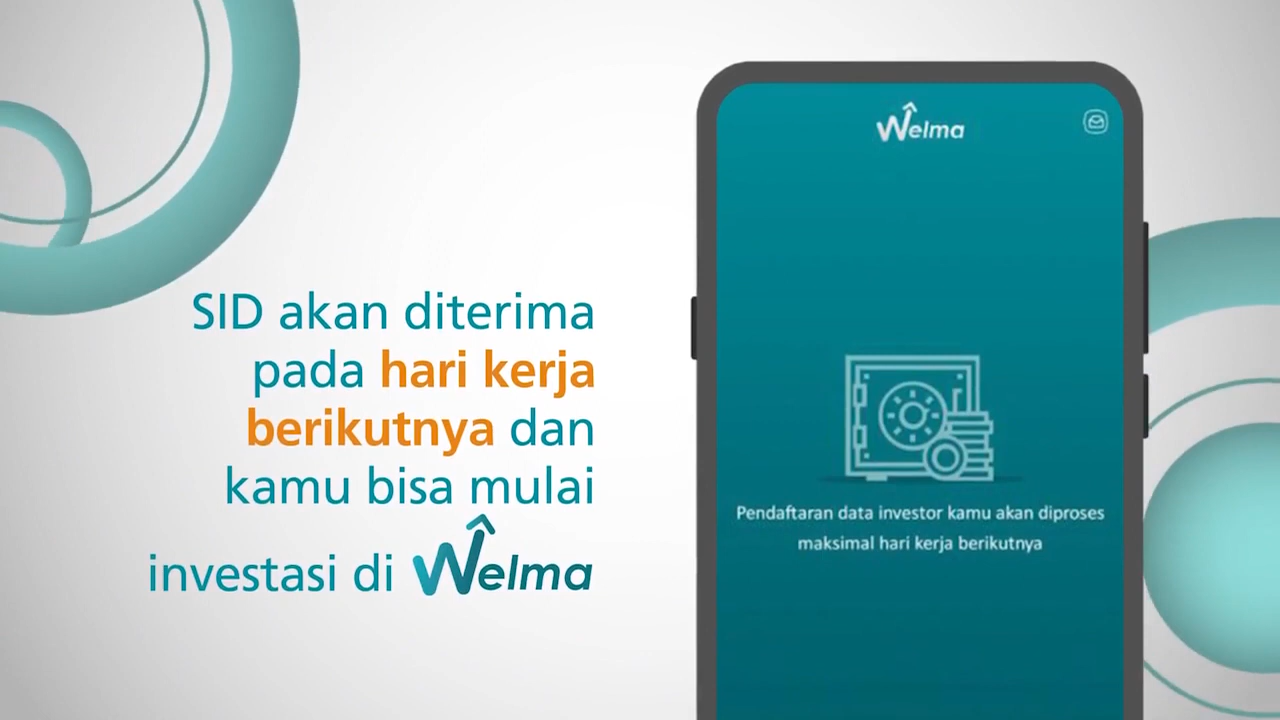 SID akan diterima
pada hari kerja
berikutnya dan
kamu bisa mulai
investasi di Welma
Welma
Pendaftaran data investor kamu akan diproses
maksimal hari kerja berikutnya